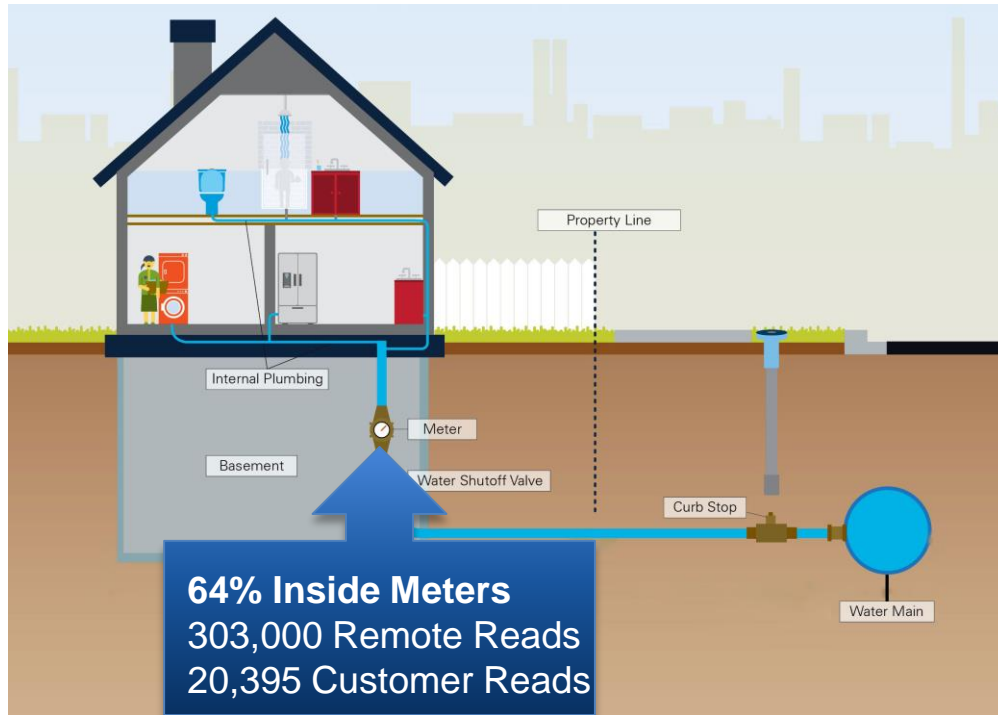 Property Line
Internal Plumbing
Meter
Basement
Water Shutoff Valve
Curb Stop
64% Inside Meters
303,000 Remote Reads
20,395 Customer Reads
Water Main